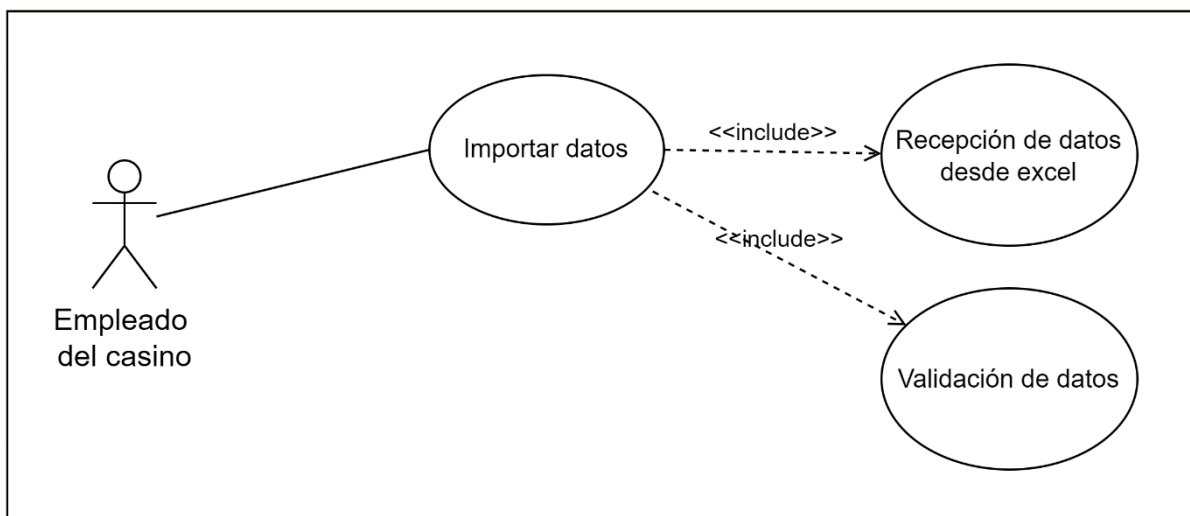 Importar datos
<<include>>
Recepción de datos
desde excel
<<include>>
Empleado
del casino
Validación de datos